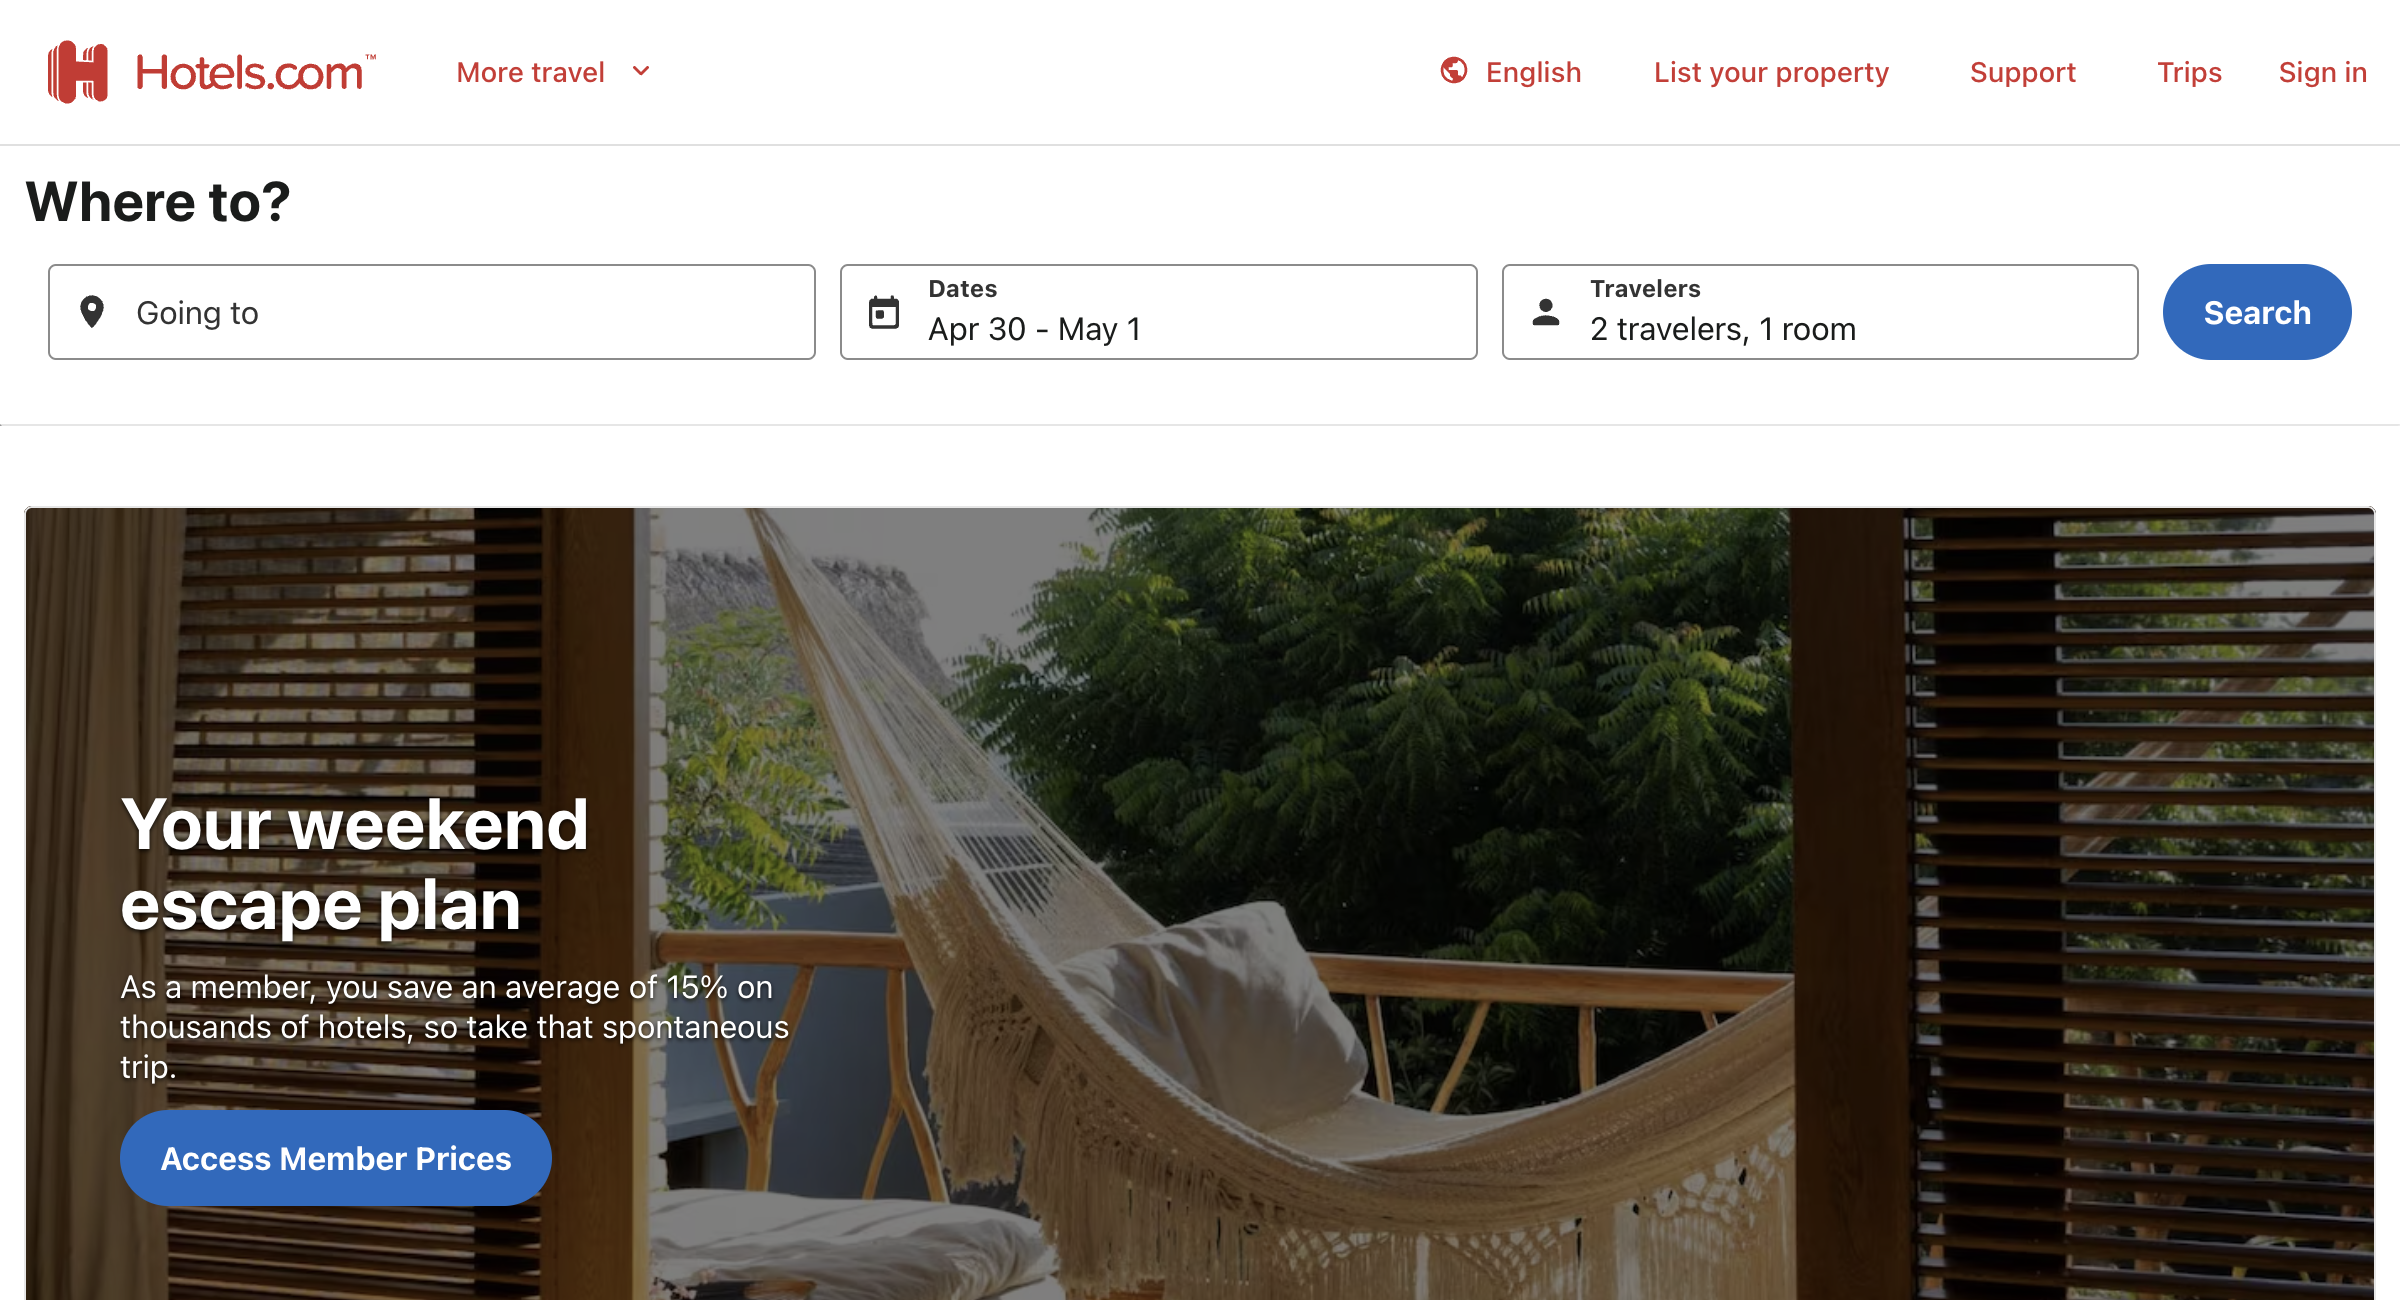 Hotels.com™
More travel
English
List your property
Support
Trips
Sign in
Where to?
Going to
Dates
Apr 30 - May 1
Travelers
2 travelers, 1 room
Search
Your weekend
escape plan
As a member, you save an average of 15% on
thousands of hotels, so take that spontaneous
trip.
Access Member Prices